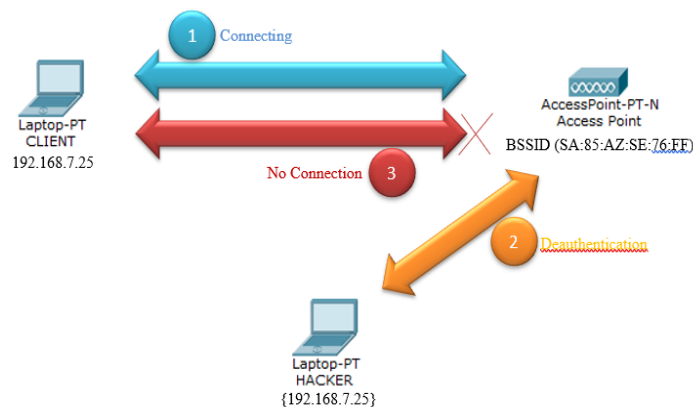 1 Connecting
Laptop-PT
CLIENT
192.168.7.25
AccessPoint-PT-N
Access Point
BSSID (SA:85:AZ:SE:76:FF)
No Connection 3
2 Deauthentication
Laptop-PT
HACKER
{192.168.7.25}